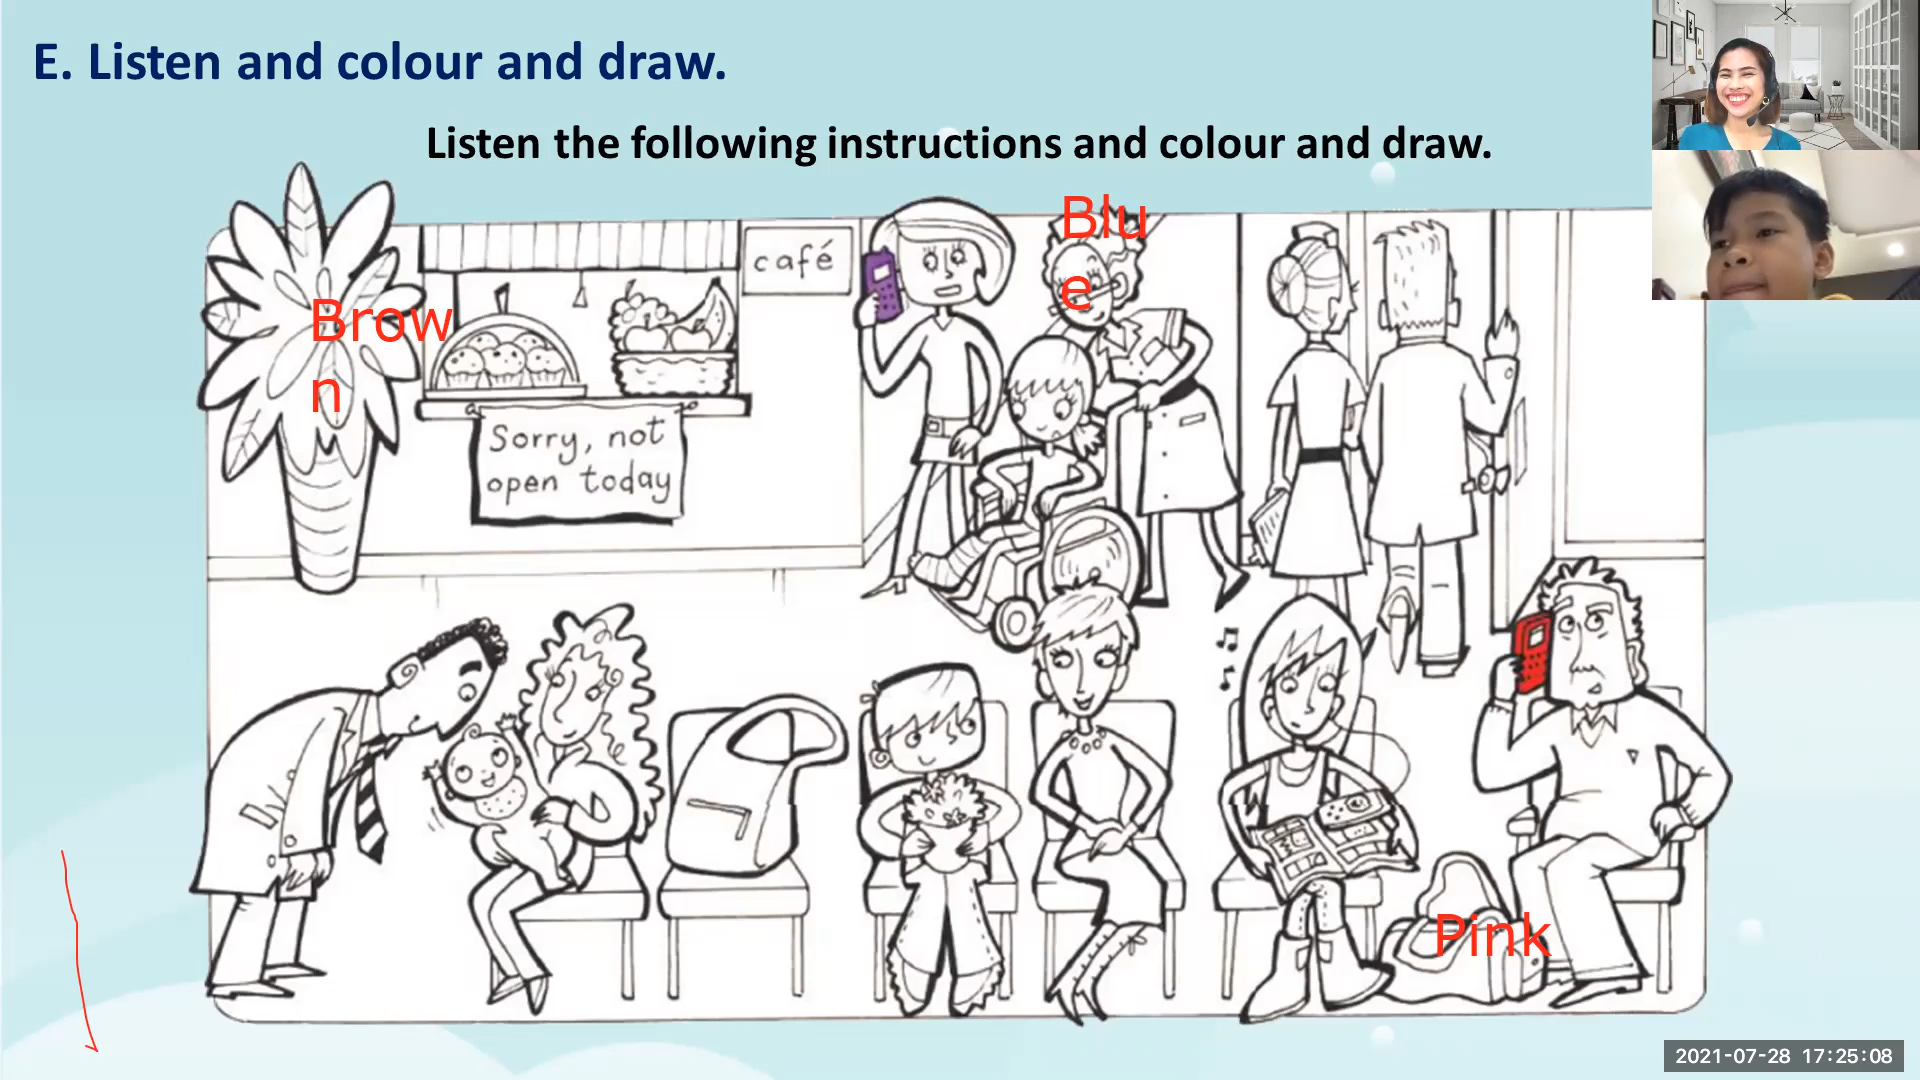 E. Listen and colour and draw.
Listen the following instructions and colour and draw.
Blu
e
café
Brow
n
Sorry, not
open today
Pink
2021-07-28 17:25:08